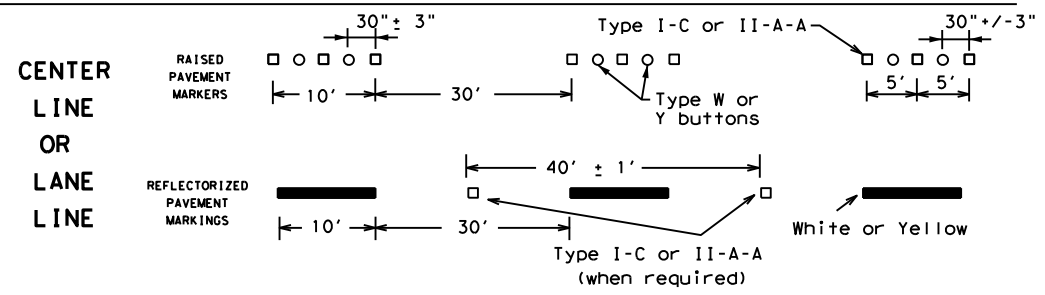 30"± 3"
Type I-C or II-A-A
30"+/-3"
CENTER
LINE
OR
LANE
LINE
RAISED
PAVEMENT
MARKERS
10'
30'
Type W or
Y buttons
5'
5'
40' ± 1'
REFLECTORIZED
PAVEMENT
MARKINGS
10'
30'
Type I-C or II-A-A
(when required)
White or Yellow